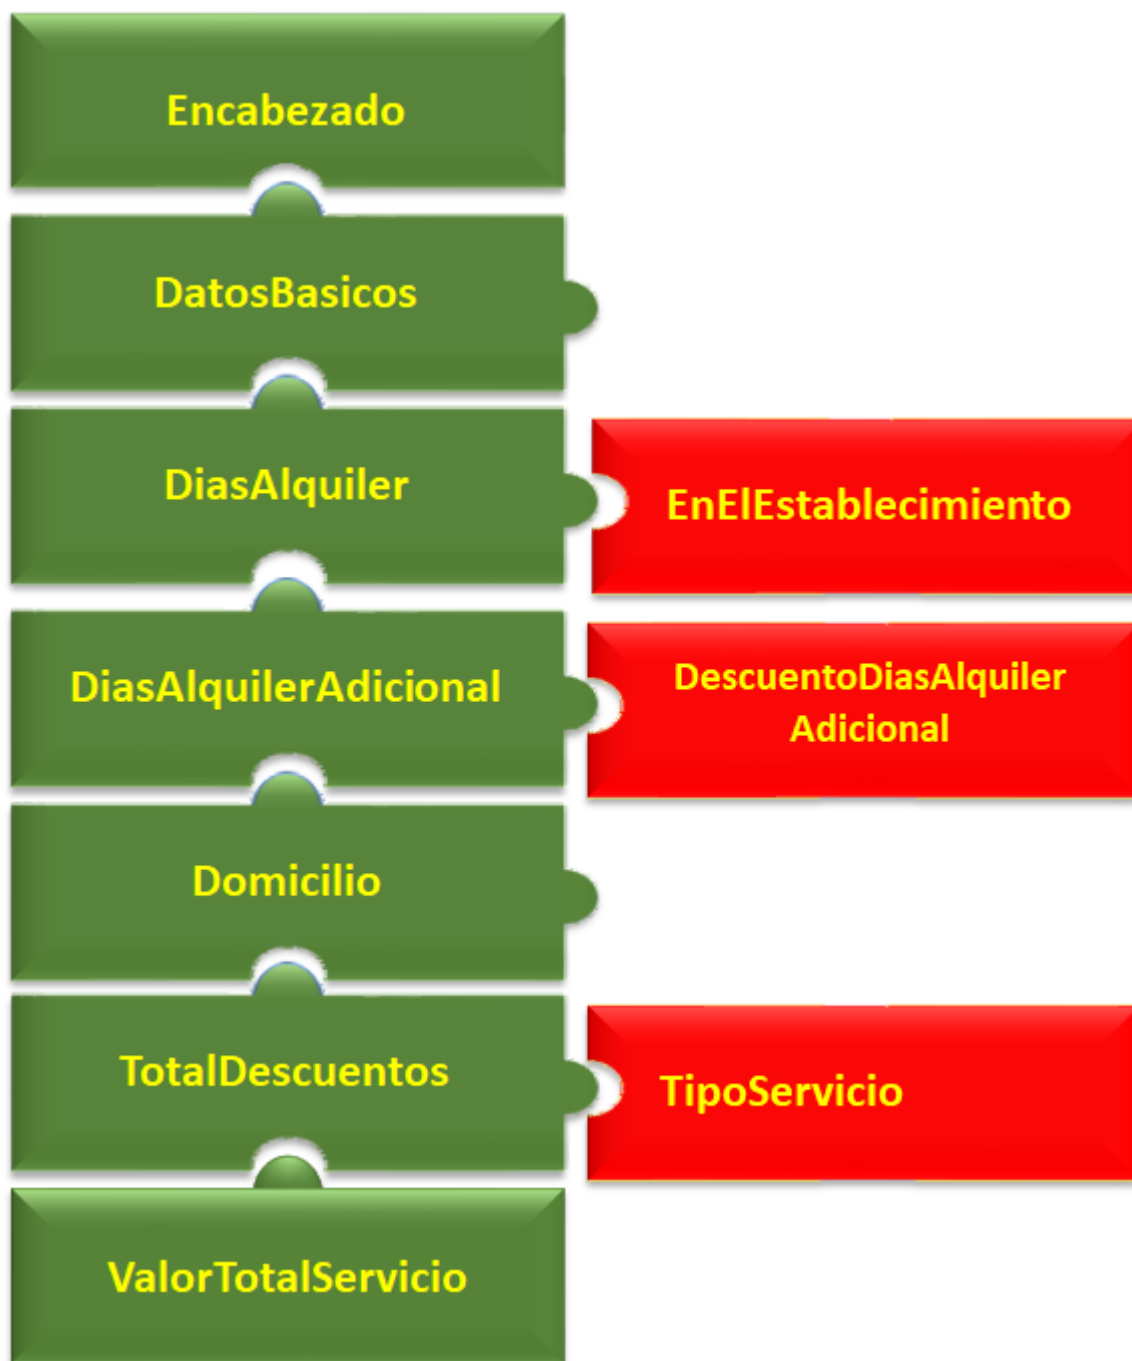 Encabezado
DatosBasicos
DiasAlquiler
EnElEstablecimiento
DiasAlquilerAdicional
DescuentoDiasAlquiler
Adicional
Domicilio
TotalDescuentos
TipoServicio
ValorTotalServicio